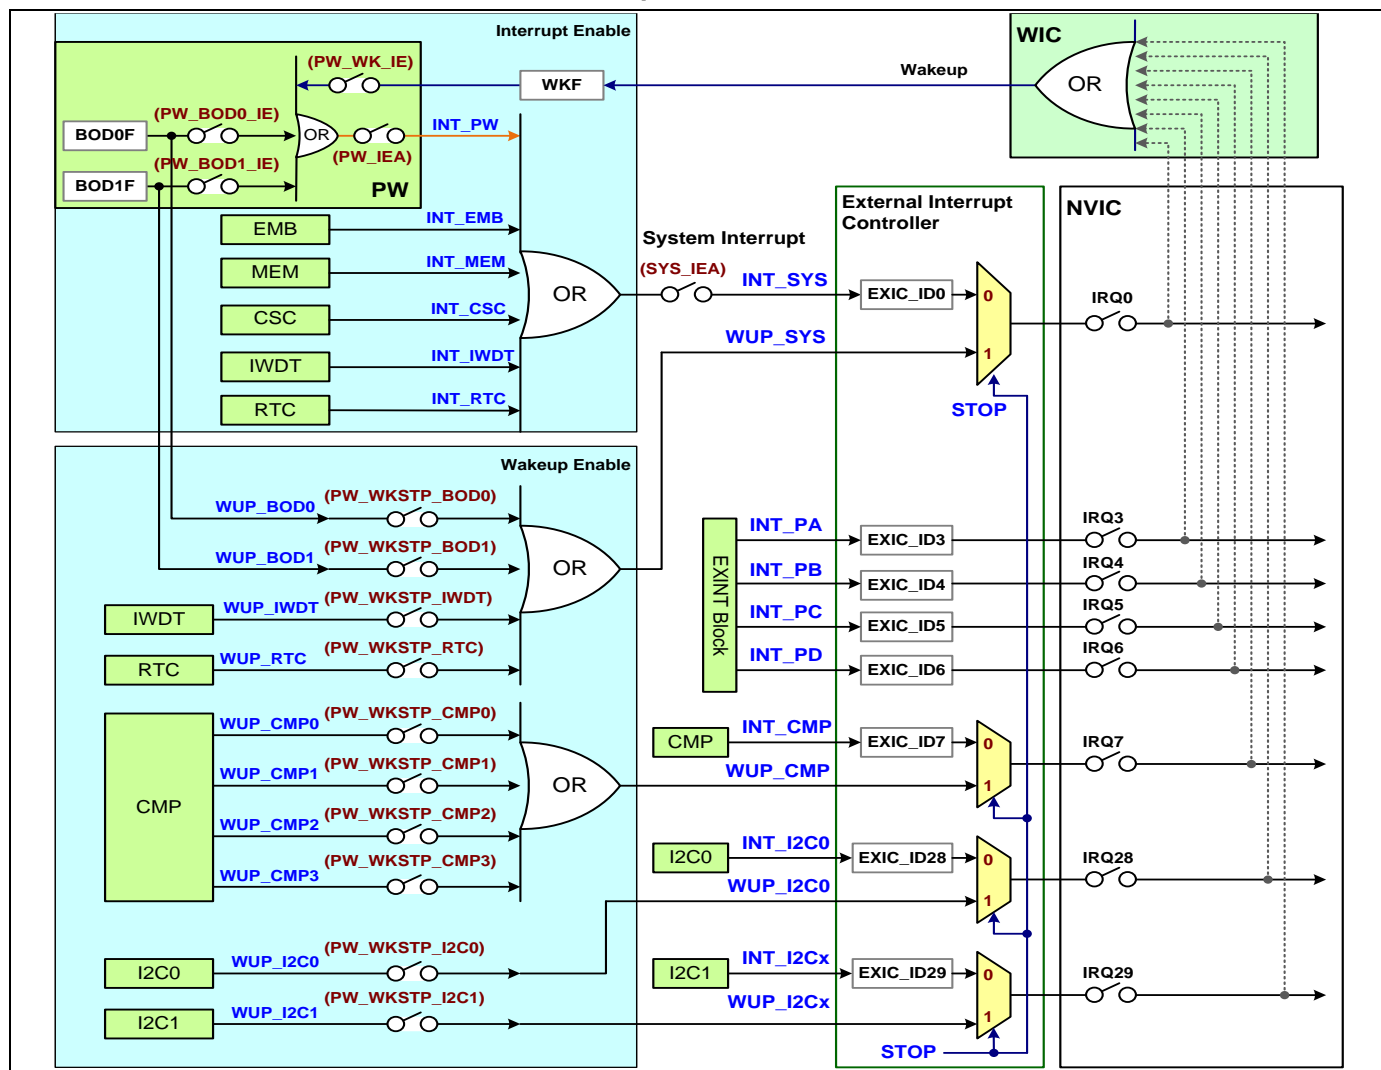 Interrupt Enable
WIC
(PW_WK_IE)
WKF
Wakeup
OR
(PW_BOD0_IE)
BOD0F
OR
INT_PW
(PW_IEA)
(PW_BOD1_IE)
BOD1F
PW
External Interrupt
Controller
NVIC
EMB
INT_EMB
System Interrupt
MEM
INT_MEM
OR
(SYS_IEA)
INT_SYS
EXIC_ID0
0
IRQ0
CSC
INT_CSC
WUP_SYS
1
IWDT
INT_IWDT
RTC
INT_RTC
STOP
Wakeup Enable
WUP_BOD0
(PW_WKSTP_BOD0)
WUP_BOD1
(PW_WKSTP_BOD1)
OR
WUP_IWDT
(PW_WKSTP_IWDT)
IWDT
WUP_RTC
(PW_WKSTP_RTC)
RTC
EXINT Block
INT_PA
EXIC_ID3
IRQ3
INT_PB
EXIC_ID4
IRQ4
INT_PC
EXIC_ID5
IRQ5
INT_PD
EXIC_ID6
IRQ6
WUP_CMP0
(PW_WKSTP_CMP0)
WUP_CMP1
(PW_WKSTP_CMP1)
CMP
OR
WUP_CMP2
(PW_WKSTP_CMP2)
WUP_CMP3
(PW_WKSTP_CMP3)
CMP
INT_CMP
EXIC_ID7
0
IRQ7
WUP_CMP
1
I2C0
INT_I2C0
EXIC_ID28
0
IRQ28
WUP_I2C0
1
I2C0
WUP_I2C0
(PW_WKSTP_I2C0)
I2C1
INT_I2Cx
EXIC_ID29
0
IRQ29
WUP_I2Cx
1
I2C1
WUP_I2C1
(PW_WKSTP_I2C1)
STOP